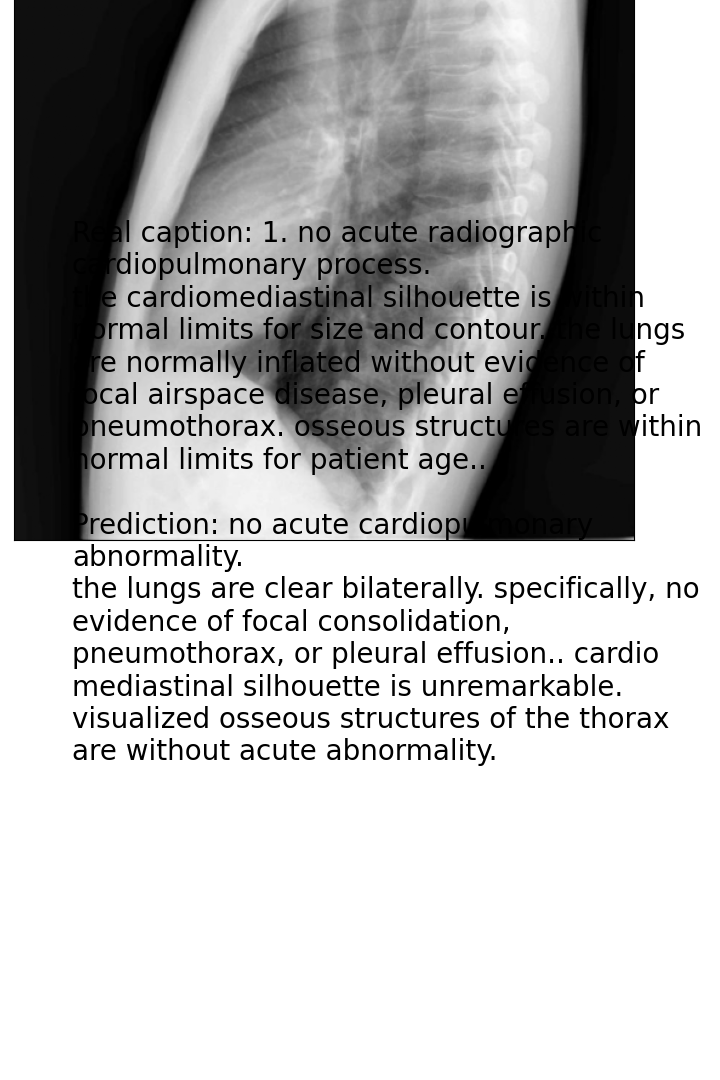 Real caption: 1. no acute radiographic
cardiopulmonary process.
the cardiomediastinal silhouette is within
normal limits for size and contour. the lungs
are normally inflated without evidence of
focal airspace disease, pleural effusion, or
pneumothorax. osseous structures are within
normal limits for patient age..
Prediction: no acute cardiopulmonary
abnormality.
the lungs are clear bilaterally. specifically, no
evidence of focal consolidation,
pneumothorax, or pleural effusion.. cardio
mediastinal silhouette is unremarkable.
visualized osseous structures of the thorax
are without acute abnormality.